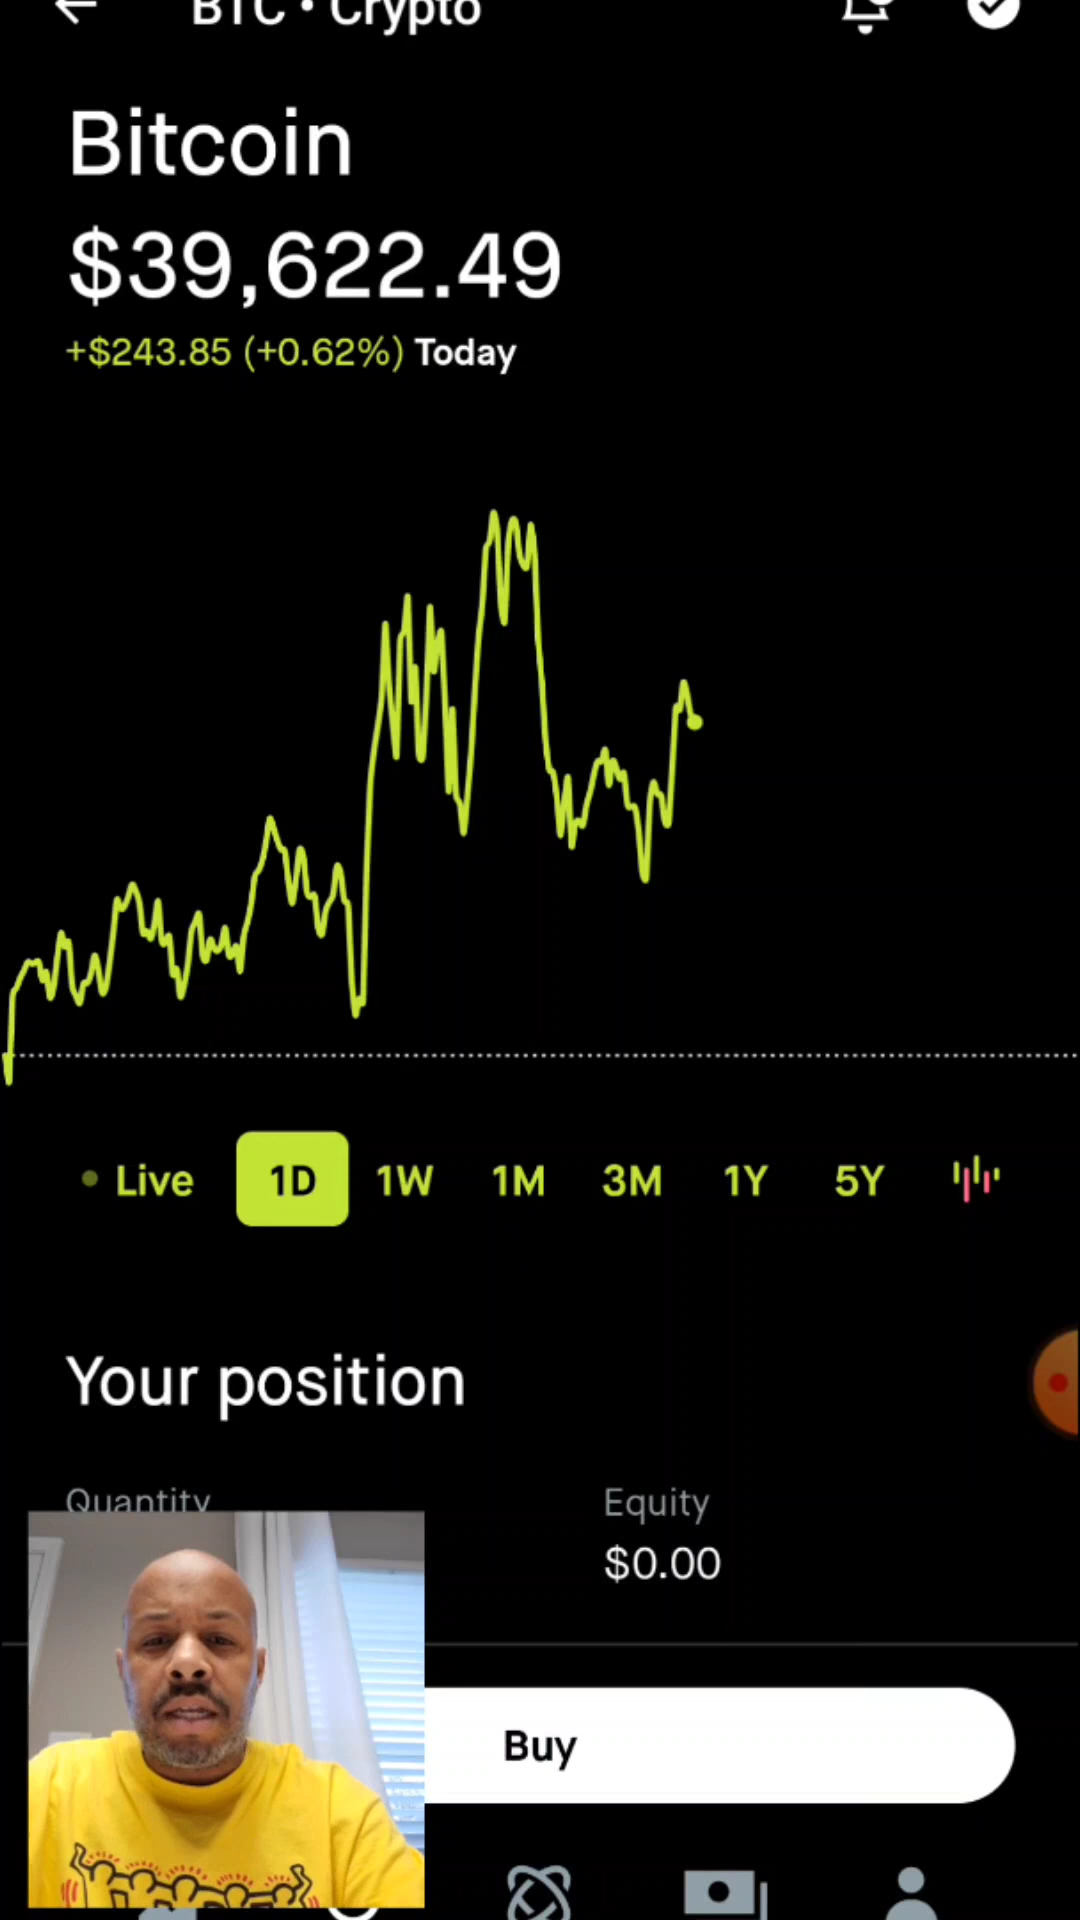 BTC • Crypto
Bitcoin
$39,622.49
+$243.85 (+0.62%) Today
Live 1D 1W 1M 3M 1Y 5Y
Your position
Quantity Equity
$0.00
Buy